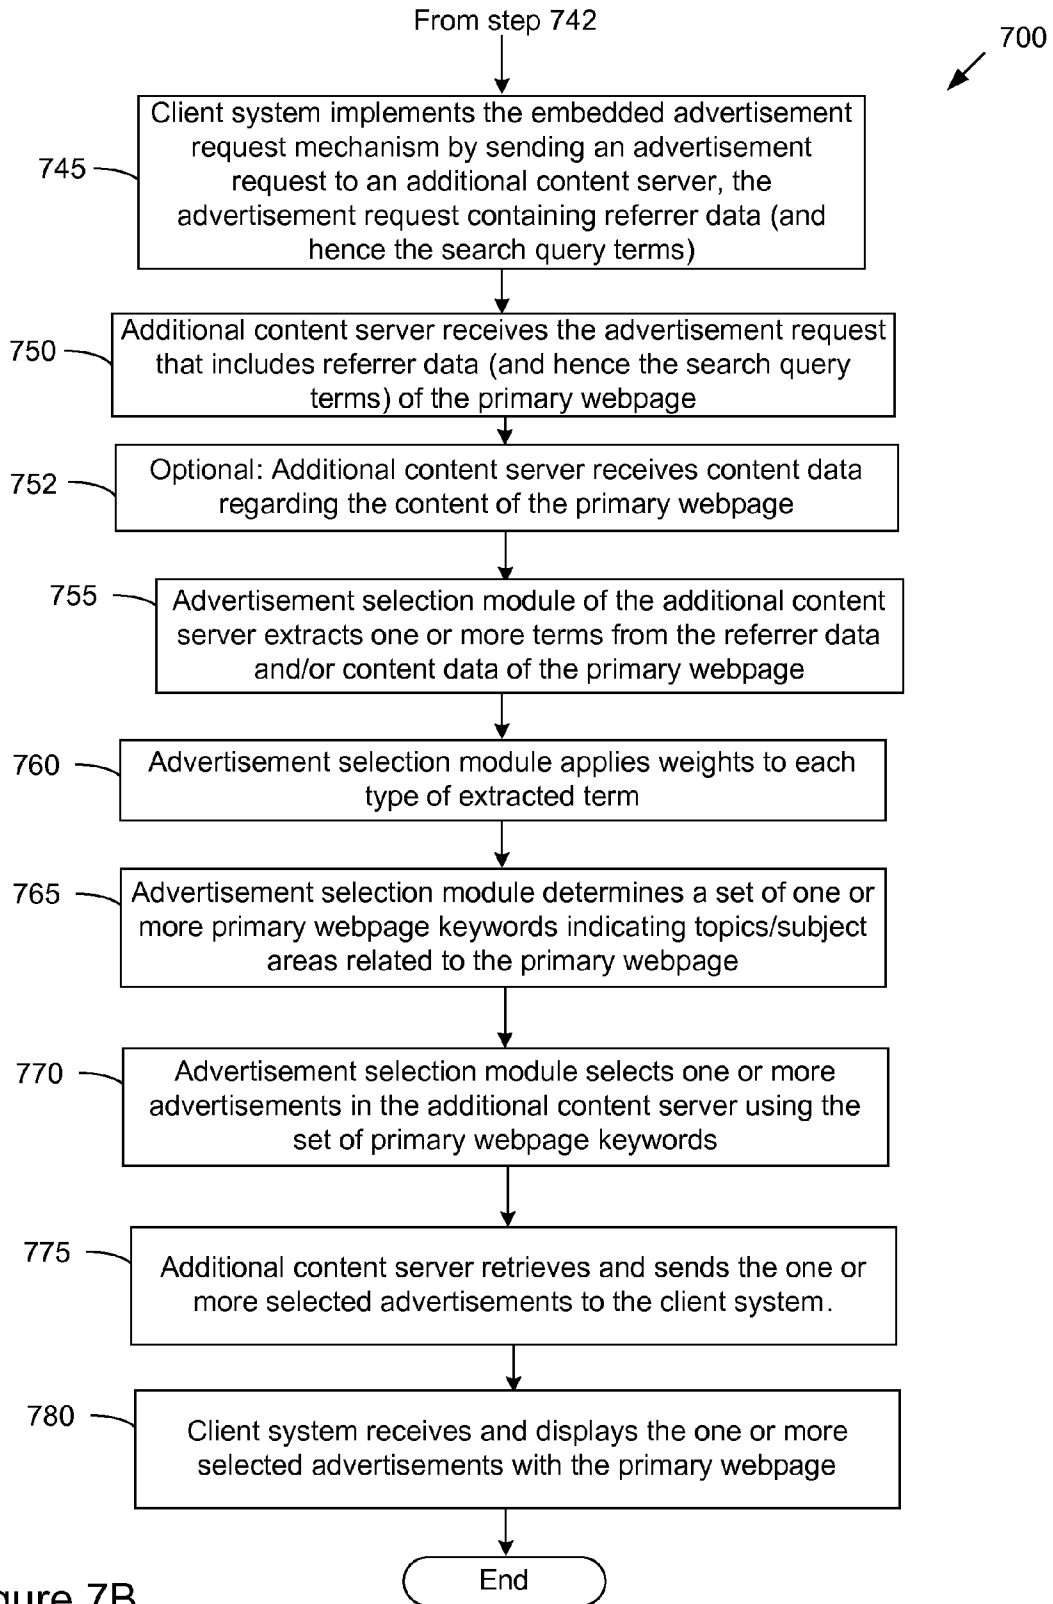 From step 742
700
745
Client system implements the embedded advertisement
request mechanism by sending an advertisement
request to an additional content server, the
advertisement request containing referrer data (and
hence the search query terms)
750
Additional content server receives the advertisement request
that includes referrer data (and hence the search query
terms) of the primary webpage
752
Optional: Additional content server receives content data
regarding the content of the primary webpage
755
Advertisement selection module of the additional content
server extracts one or more terms from the referrer data
and/or content data of the primary webpage
760
Advertisement selection module applies weights to each
type of extracted term
765
Advertisement selection module determines a set of one or
more primary webpage keywords indicating topics/subject
areas related to the primary webpage
770
Advertisement selection module selects one or more
advertisements in the additional content server using the
set of primary webpage keywords
775
Additional content server retrieves and sends the one or
more selected advertisements to the client system.
780
Client system receives and displays the one or more
selected advertisements with the primary webpage
End
gure 7B